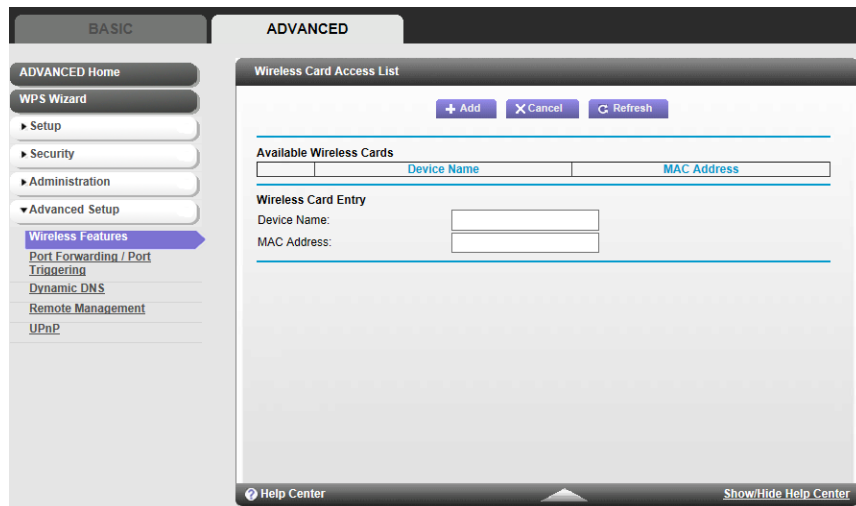 BASIC
ADVANCED
ADVANCED Home
WPS Wizard
Setup
Security
Administration
Advanced Setup
Wireless Features
Port Forwarding / Port
Triggering
Dynamic DNS
Remote Management
UPnP
Wireless Card Access List
Add
Cancel
Refresh
Available Wireless Cards
Device Name MAC Address
Wireless Card Entry
Device Name:
MAC Address:
Help Center
Show/Hide Help Center